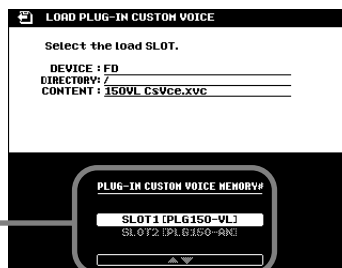 LOAD PLUG-IN CUSTOM VOICE
Select the load SLOT.
DEVICE : FD
DIRECTORY: /
CONTENT : 150VL CsVce.xvc
PLUG-IN CUSTOM VOICE MEMORY#
SLOT1 [PLG150-VL]
SLOT2 [PLG150-AN]